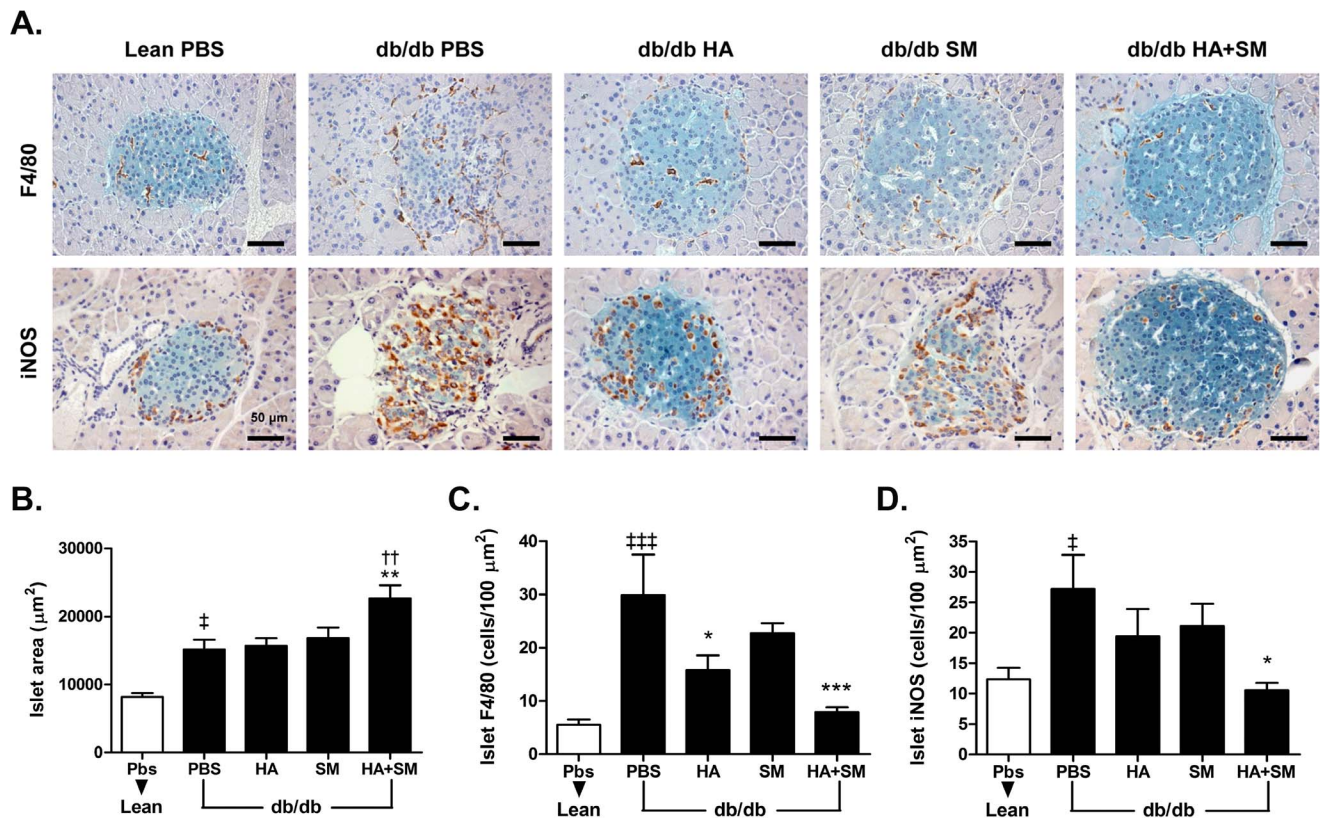 A.
Lean PBS db/db PBS db/db HA db/db SM db/db HA+SM
F4/80
iNOS
50 µm
B.
Islet area (µm²)
30000
20000
10000
0
‡
††
**
Pbs PBS HA SM HA+SM
Lean db/db
C.
Islet F4/80 (cells/100 µm²)
40
30
20
10
0
‡‡‡
*
***
Pbs PBS HA SM HA+SM
Lean db/db
D.
Islet iNOS (cells/100 µm²)
35
30
25
20
15
10
5
0
‡
*
Pbs PBS HA SM HA+SM
Lean db/db